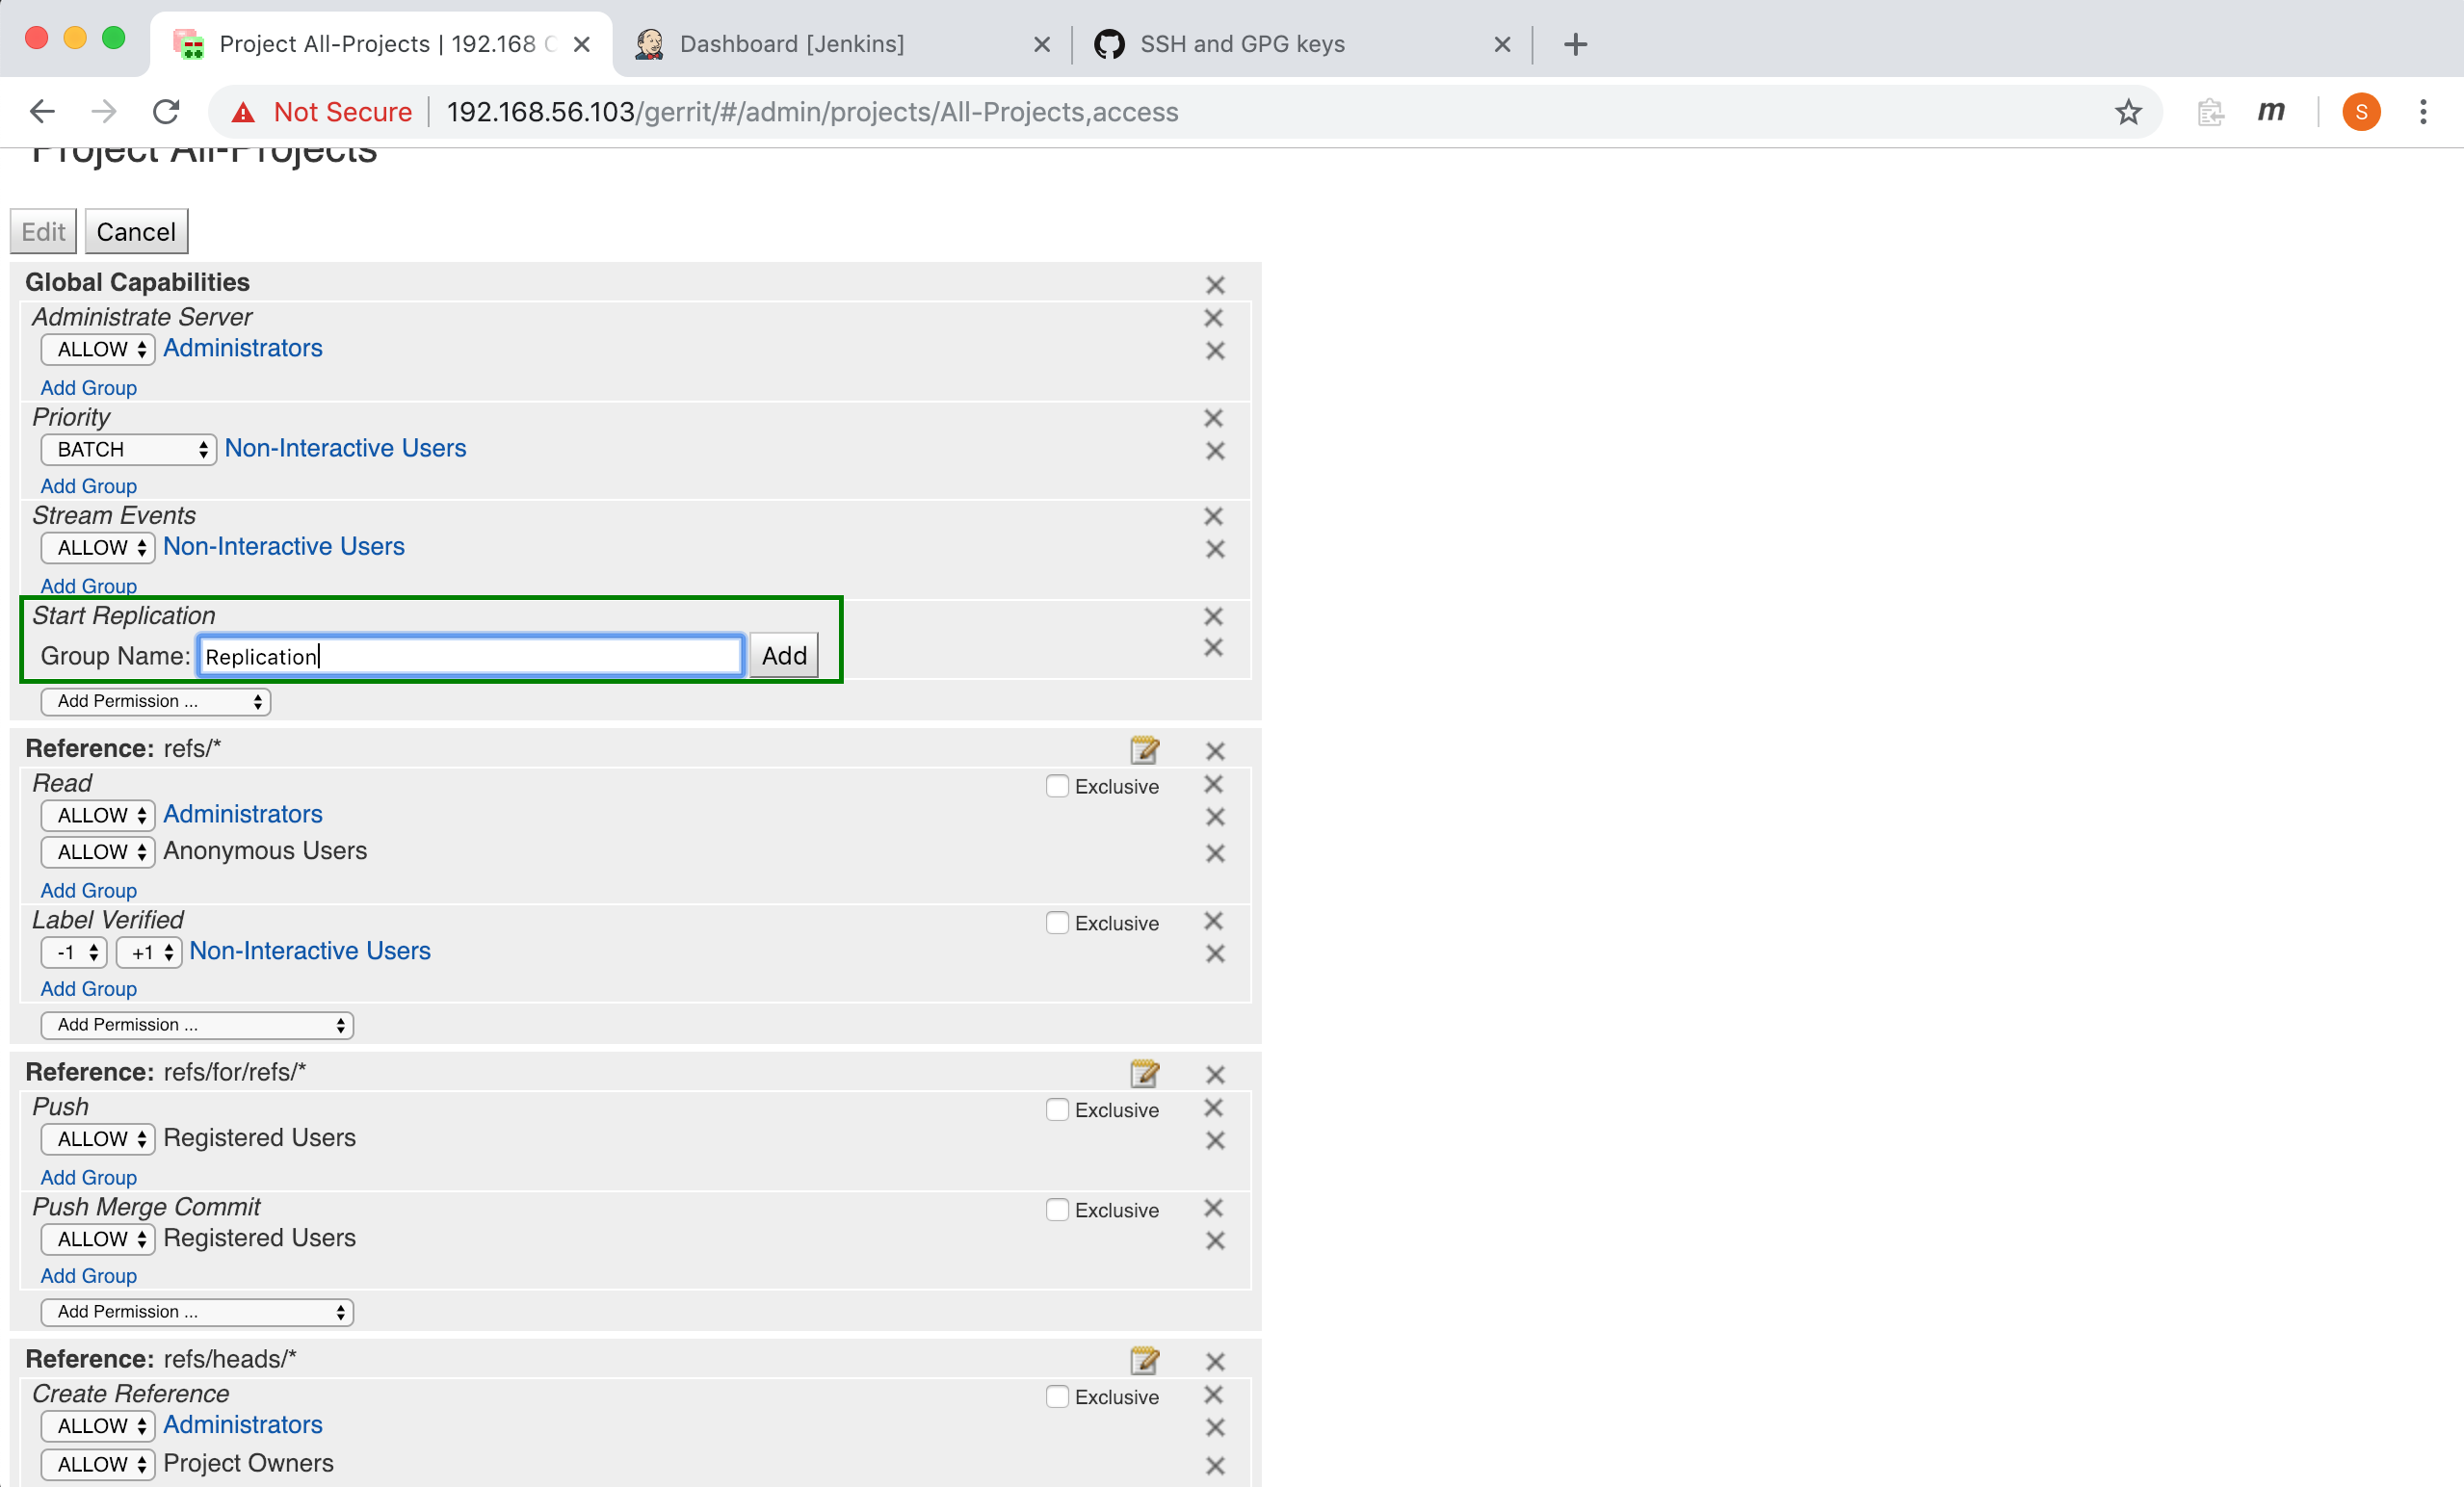 Project All-Projects | 192.168
Dashboard [Jenkins]
SSH and GPG keys
Not Secure
192.168.56.103/gerrit/#/admin/projects/All-Projects,access
m
S
Project All-Projects
Edit Cancel
Global Capabilities
Administrate Server
ALLOW Administrators
Add Group
Priority
BATCH Non-Interactive Users
Add Group
Stream Events
ALLOW Non-Interactive Users
Add Group
Start Replication
Group Name: Replication Add
Add Permission ...
Reference: refs/*
Read Exclusive
ALLOW Administrators
ALLOW Anonymous Users
Add Group
Label Verified Exclusive
-1 +1 Non-Interactive Users
Add Group
Add Permission ...
Reference: refs/for/refs/*
Push Exclusive
ALLOW Registered Users
Add Group
Push Merge Commit Exclusive
ALLOW Registered Users
Add Group
Add Permission ...
Reference: refs/heads/*
Create Reference Exclusive
ALLOW Administrators
ALLOW Project Owners